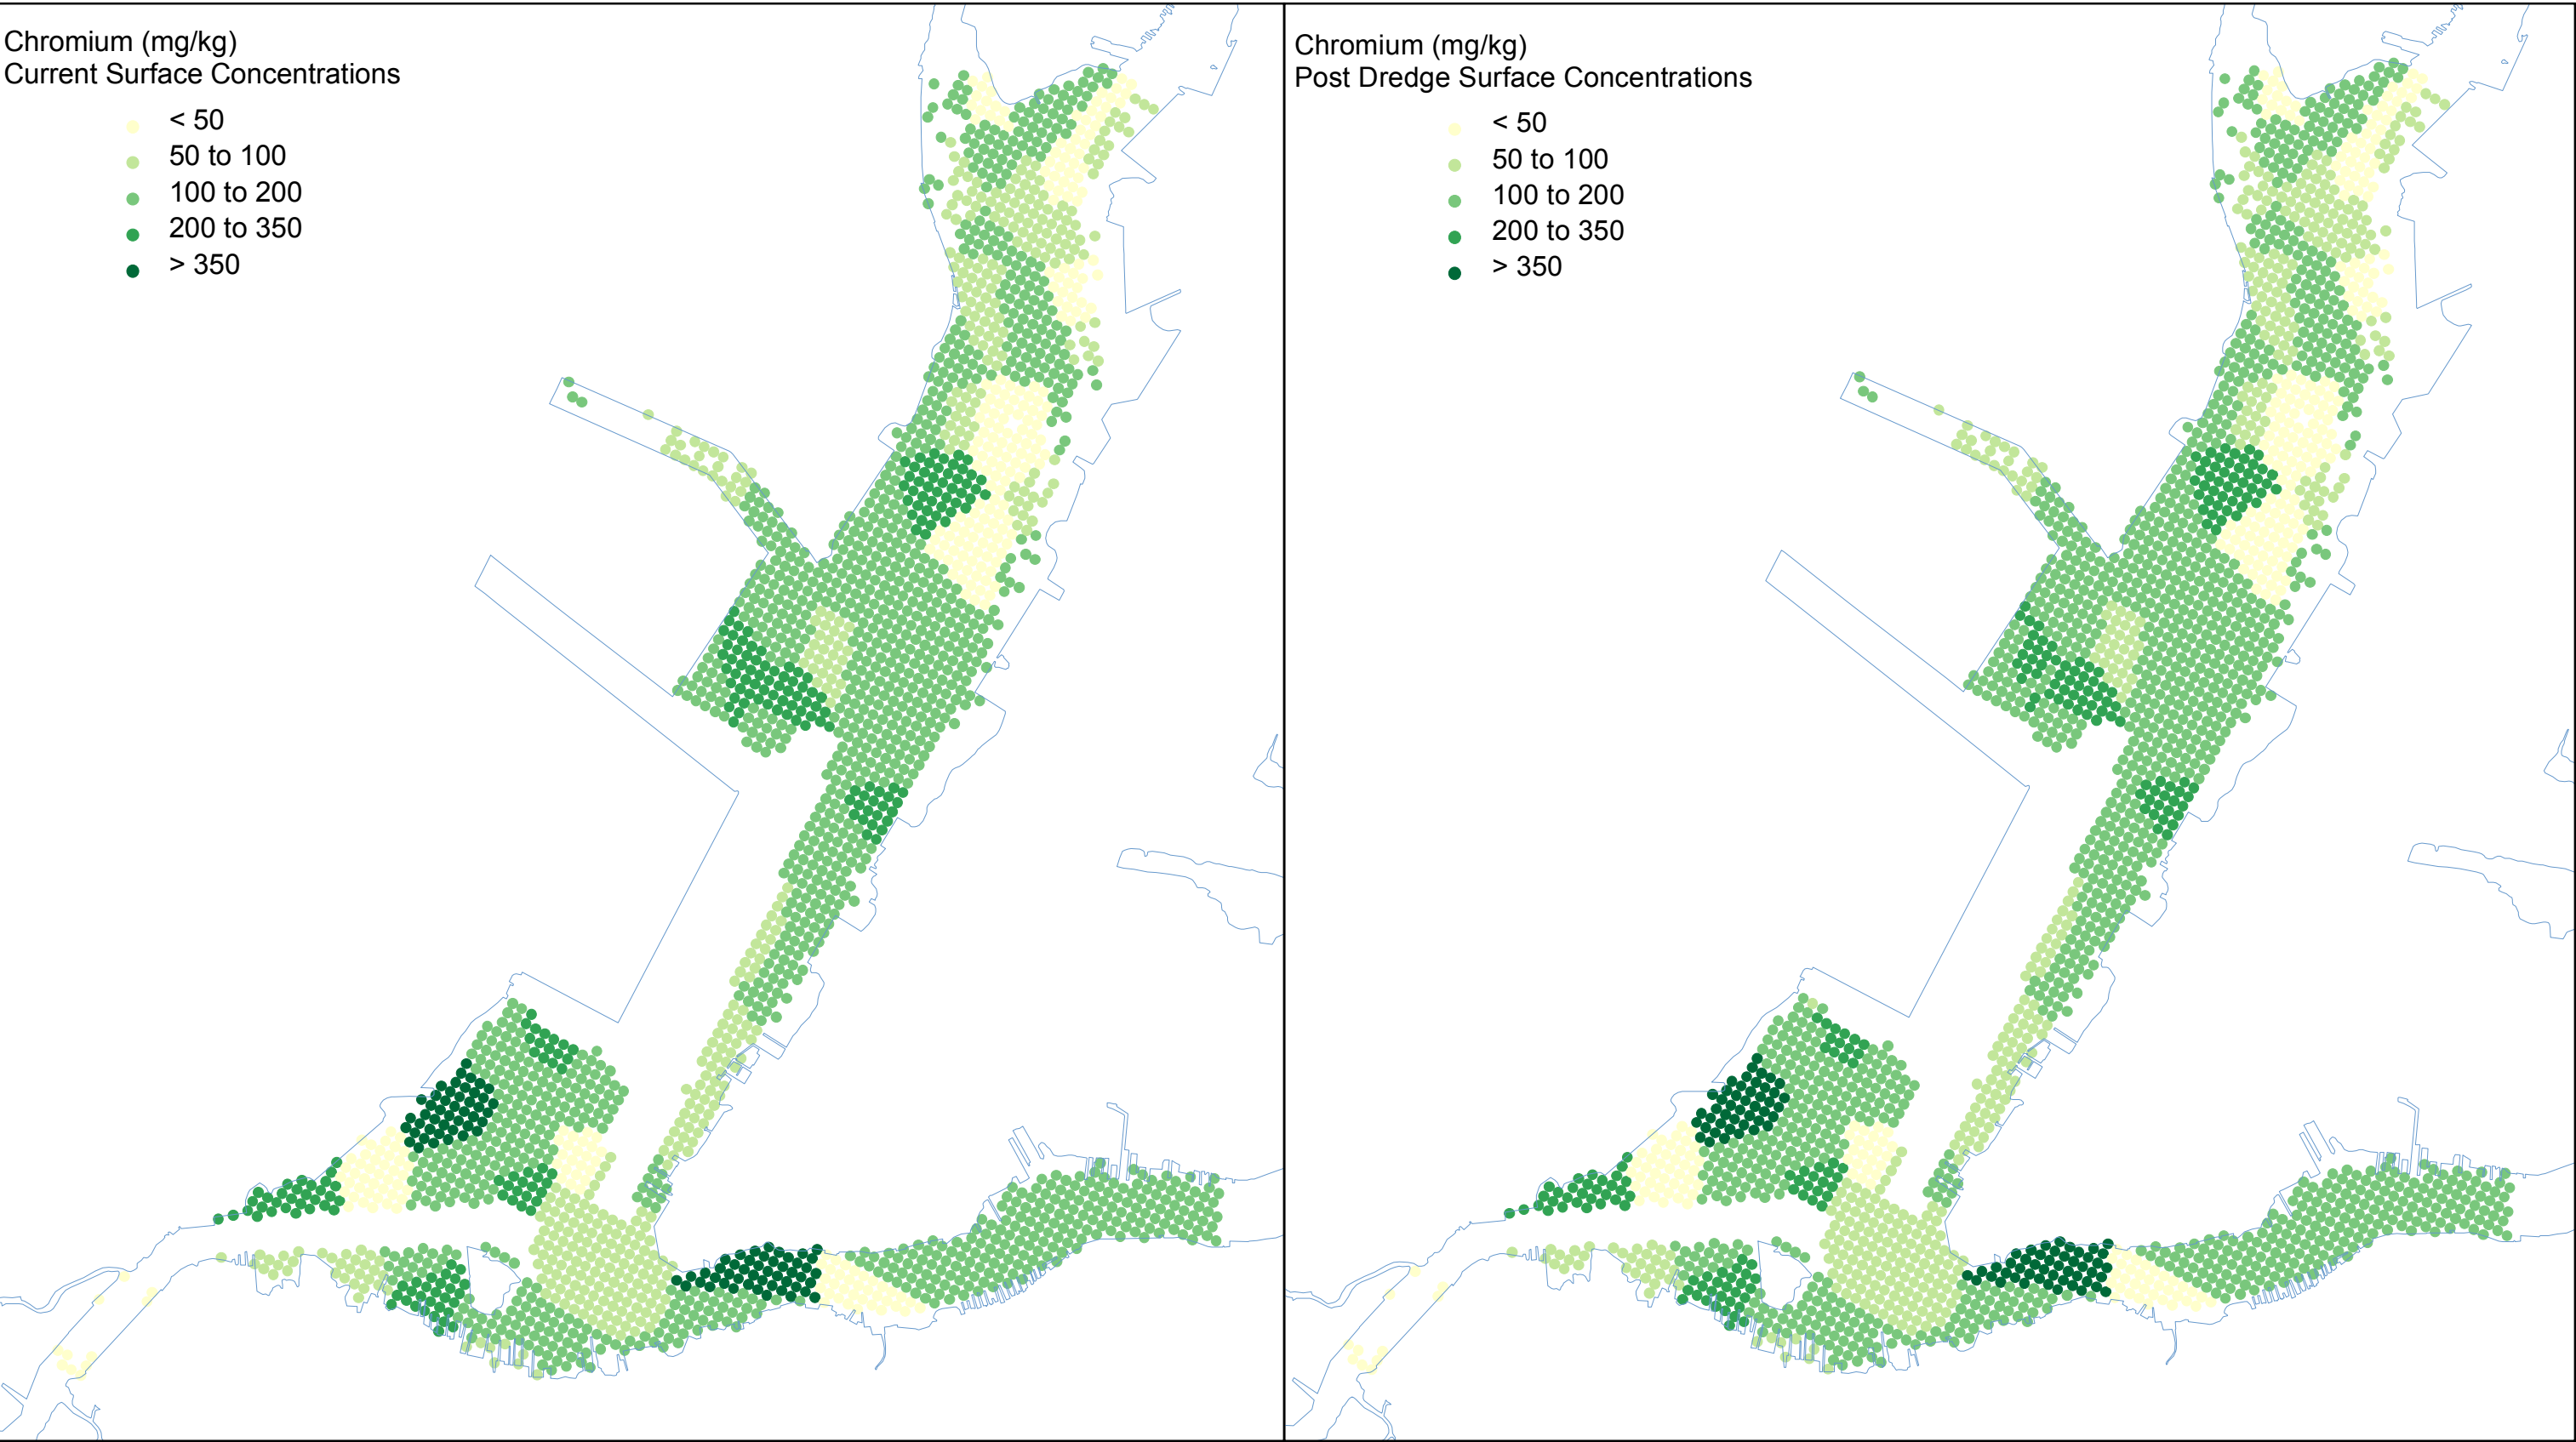 Chromium (mg/kg)
Current Surface Concentrations
< 50
50 to 100
100 to 200
200 to 350
> 350
Chromium (mg/kg)
Post Dredge Surface Concentrations
< 50
50 to 100
100 to 200
200 to 350
> 350